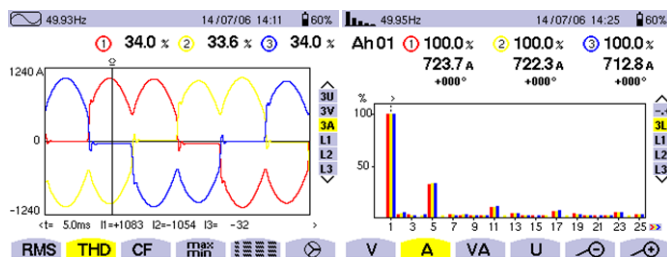 49.93Hz 14/07/06 14:11 60%
1 34.0 % 2 33.6 % 3 34.0 %
1240 A
0
-1240
3U
3V
3A
L1
L2
L3
<t= 5.0ms I1=+1083 I2=-1054 I3= -32 >
RMS THD CF max min
49.95Hz 14/07/06 14:25 60%
Ah 01 1 100.0 % 2 100.0 % 3 100.0 %
723.7 A 722.3 A 712.8 A
+000° +000° +000°
%
100
50
-.+
3L
L1
L2
L3
1 3 5 7 9 11 13 15 17 19 21 23 25 >>
V A VA U